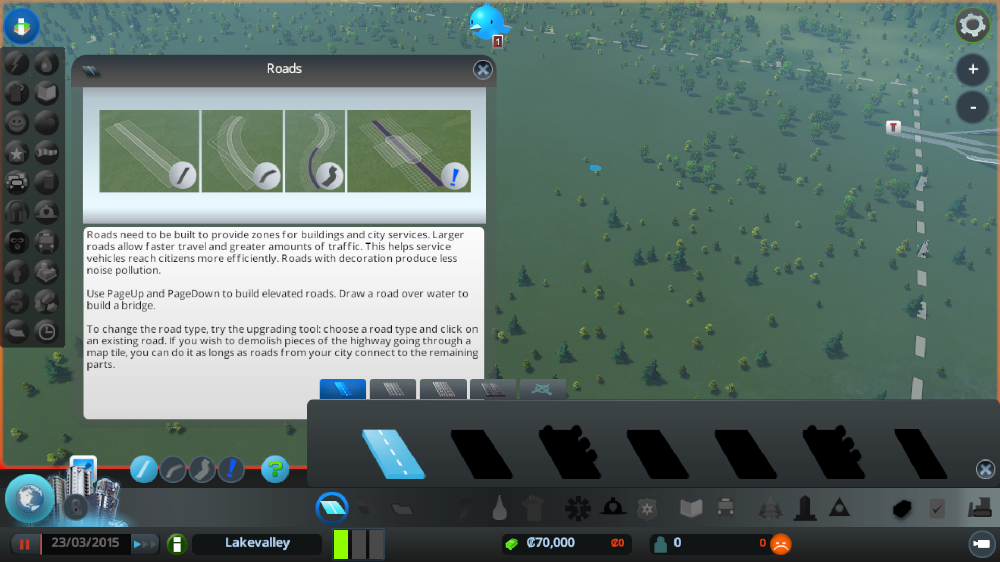 1
Roads
+
-
T
Roads need to be built to provide zones for buildings and city services. Larger
roads allow faster travel and greater amounts of traffic. This helps service
vehicles reach citizens more efficiently. Roads with decoration produce less
noise pollution.
Use PageUp and PageDown to build elevated roads. Draw a road over water to
build a bridge.
To change the road type, try the upgrading tool: choose a road type and click on
an existing road. If you wish to demolish pieces of the highway going through a
map tile, you can do it as longs as roads from your city connect to the remaining
parts.
23/03/2015
Lakevalley
₡70,000
₡0
0
0